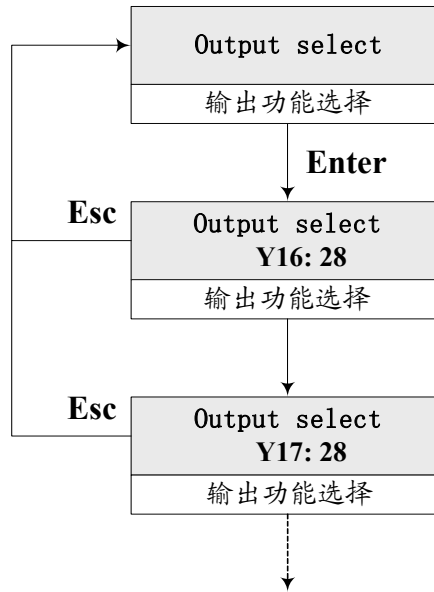 Output select
输出功能选择
Enter
Esc
Output select
Y16: 28
输出功能选择
Esc
Output select
Y17: 28
输出功能选择